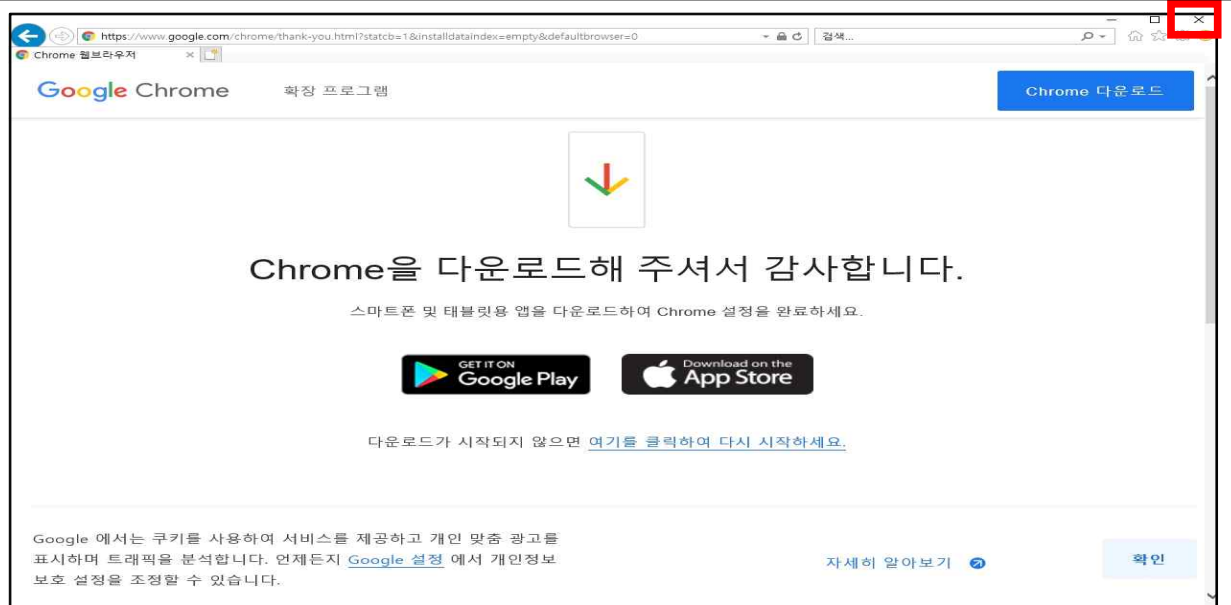 https://www.google.com/chrome/thank-you.html?statcb=1&installdataindex=empty&defaultbrowser=0
검색...
Chrome 웹브라우저
Google Chrome
확장 프로그램
Chrome 다운로드
Chrome을 다운로드해 주셔서 감사합니다.
스마트폰 및 태블릿용 앱을 다운로드하여 Chrome 설정을 완료하세요.
GET IT ON
Google Play
Download on the
App Store
다운로드가 시작되지 않으면 여기를 클릭하여 다시 시작하세요.
Google 에서는 쿠키를 사용하여 서비스를 제공하고 개인 맞춤 광고를
표시하며 트래픽을 분석합니다. 언제든지 Google 설정 에서 개인정보
보호 설정을 조정할 수 있습니다.
자세히 알아보기
확인